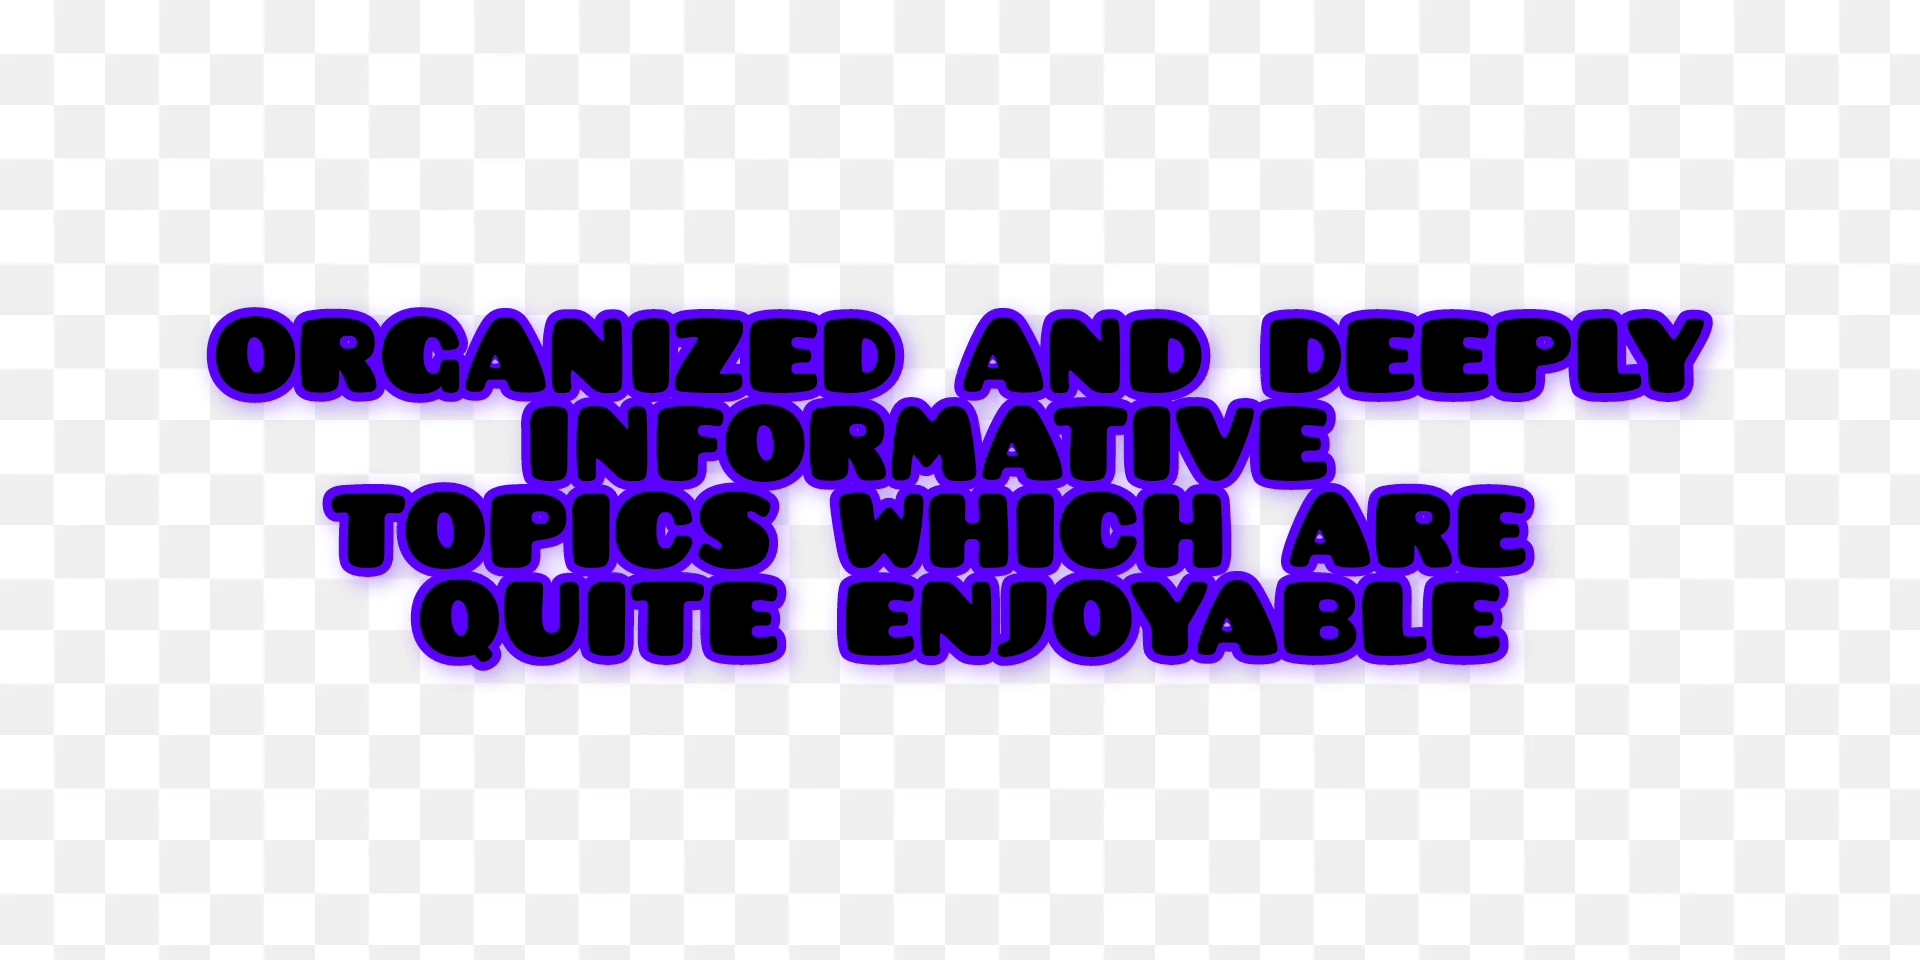 ORGANIZED AND DEEPLY
INFORMATIVE
TOPICS WHICH ARE
QUITE ENJOYABLE